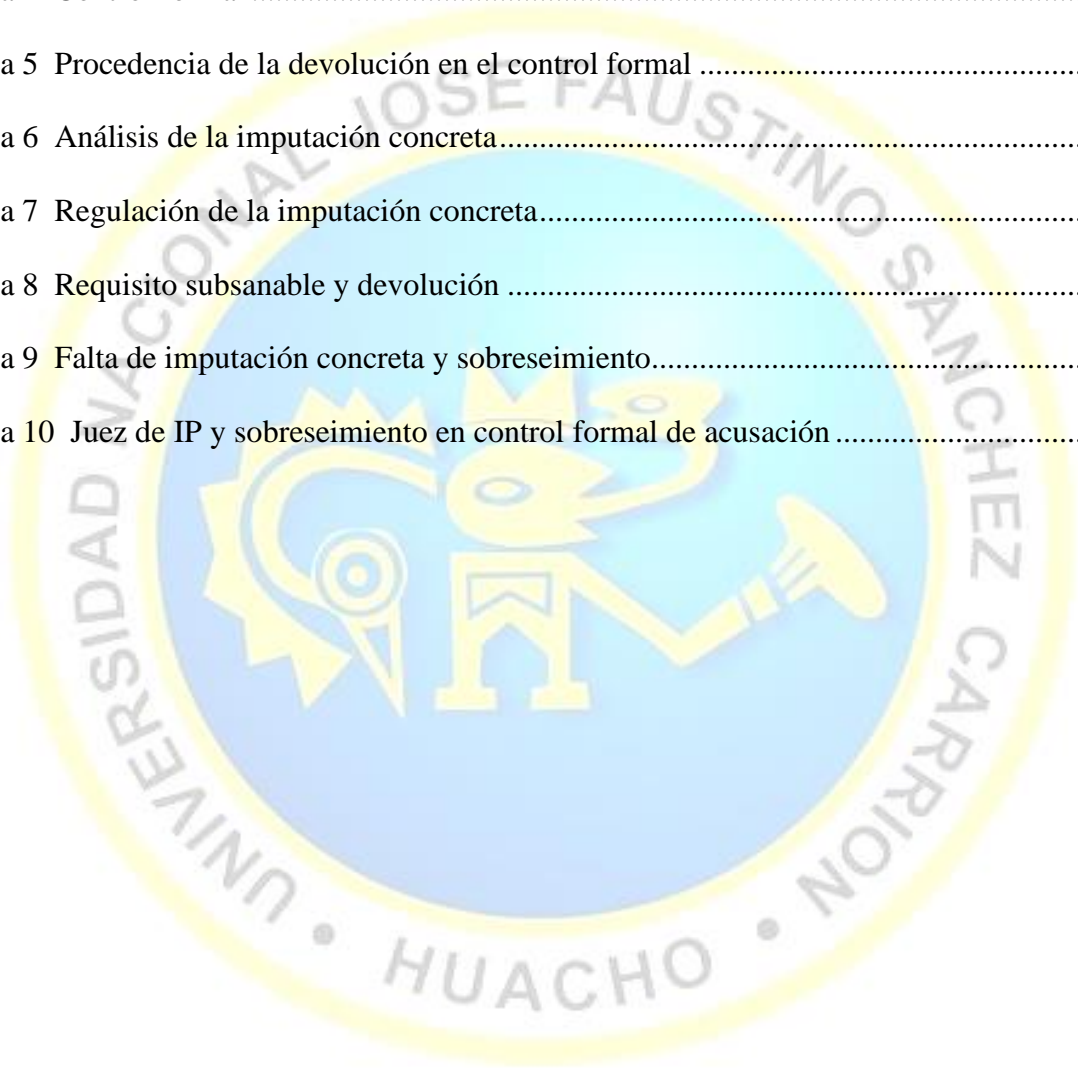 a 5 Procedencia de la devolución en el control formal ..........................................
a 6 Análisis de la imputación concreta..........................................................................
a 7 Regulación de la imputación concreta.....................................................................
a 8 Requisito subsanable y devolución .........................................................................
a 9 Falta de imputación concreta y sobreseimiento......................................................
a 10 Juez de IP y sobreseimiento en control formal de acusación ................................
UNIVERSIDAD NACIONAL JOSE FAUSTINO SANCHEZ CARRION • HUACHO •